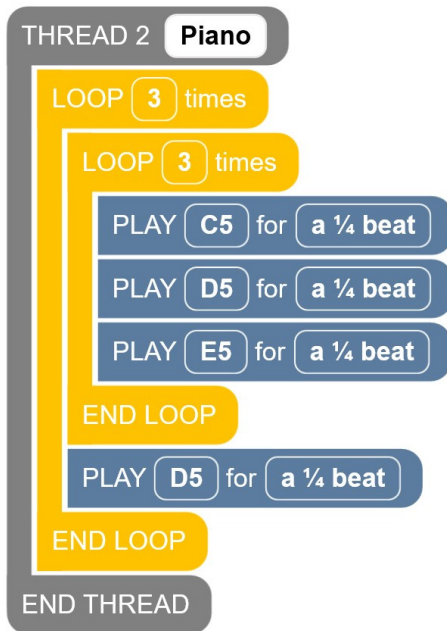 THREAD 2 Piano
LOOP 3 times
LOOP 3 times
PLAY C5 for a ¼ beat
PLAY D5 for a ¼ beat
PLAY E5 for a ¼ beat
END LOOP
PLAY D5 for a ¼ beat
END LOOP
END THREAD